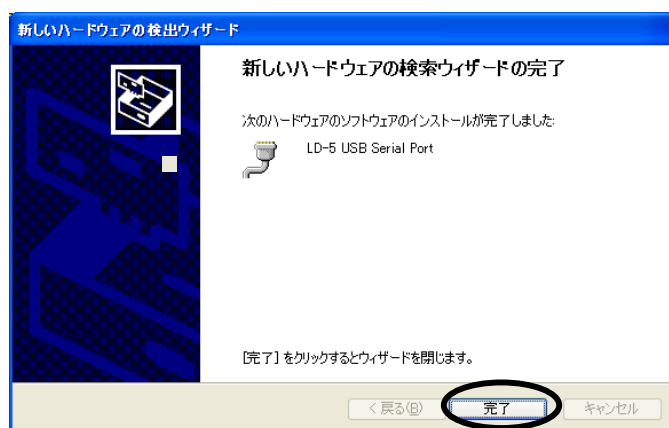 新しいハードウェアの検出ウィザード
新しいハードウェアの検索ウィザードの完了
次のハードウェアのソフトウェアのインストールが完了しました:
LD-5 USB Serial Port
[完了] をクリックするとウィザードを閉じます。
< 戻る(B) 完了 キャンセル